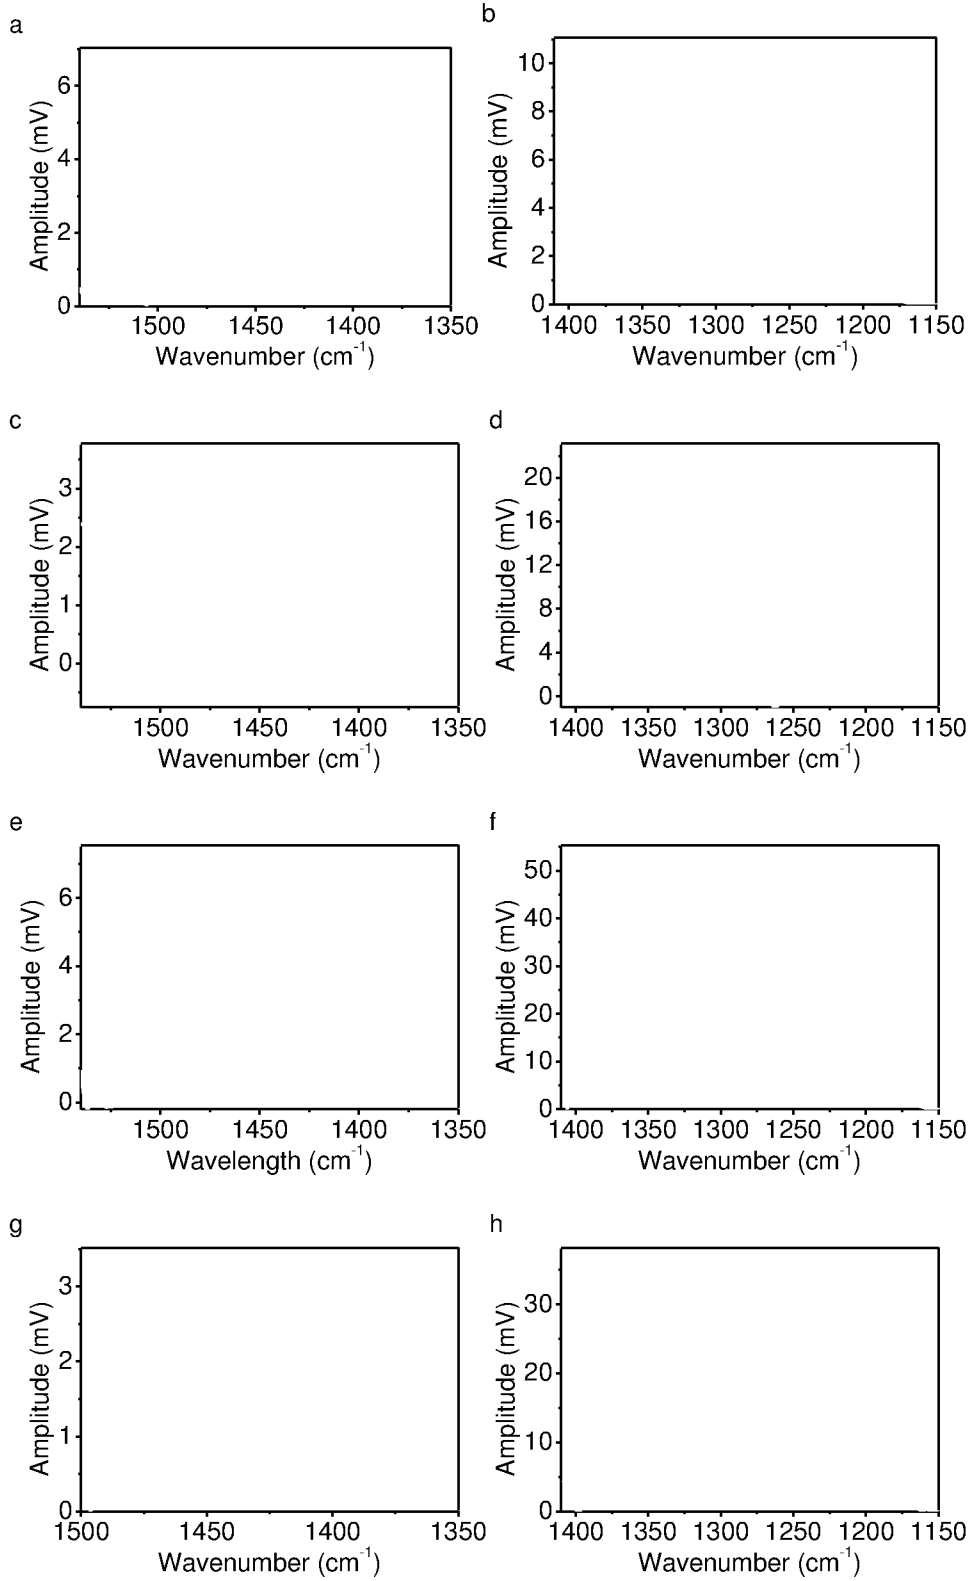 a
6
4
2
0
Amplitude (mV)
1500 1450 1400 1350
Wavenumber (cm⁻¹)
b
10
8
6
4
2
0
Amplitude (mV)
1400 1350 1300 1250 1200 1150
Wavenumber (cm⁻¹)
c
3
2
1
0
Amplitude (mV)
1500 1450 1400 1350
Wavenumber (cm⁻¹)
d
20
16
12
8
4
0
Amplitude (mV)
1400 1350 1300 1250 1200 1150
Wavenumber (cm⁻¹)
e
6
4
2
0
Amplitude (mV)
1500 1450 1400 1350
Wavelength (cm⁻¹)
f
50
40
30
20
10
0
Amplitude (mV)
1400 1350 1300 1250 1200 1150
Wavenumber (cm⁻¹)
g
3
2
1
0
Amplitude (mV)
1500 1450 1400 1350
Wavenumber (cm⁻¹)
h
30
20
10
0
Amplitude (mV)
1400 1350 1300 1250 1200 1150
Wavenumber (cm⁻¹)